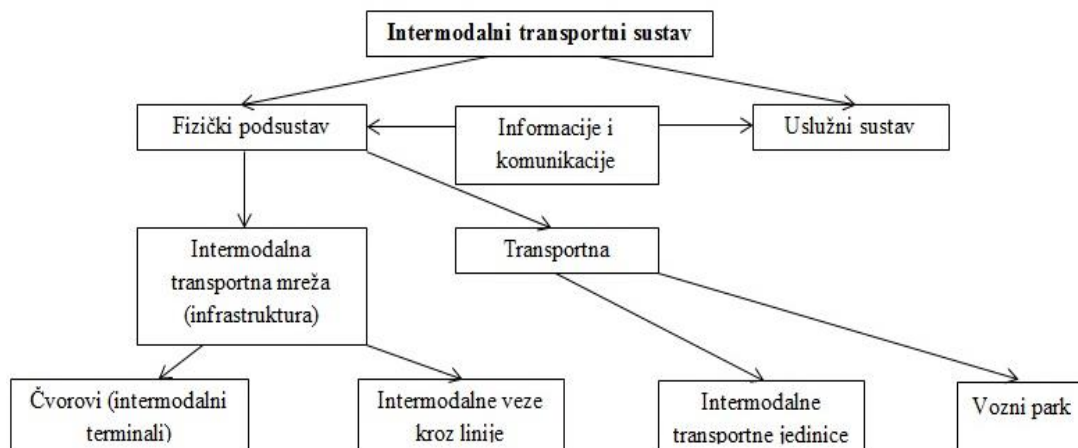 Intermodalni transportni sustav
Fizički podsustav
Informacije i
komunikacije
Uslužni sustav
Intermodalna
transportna mreža
(infrastruktura)
Transportna
Čvorovi (intermodalni
terminali)
Intermodalne veze
kroz linije
Intermodalne
transportne jedinice
Vozni park